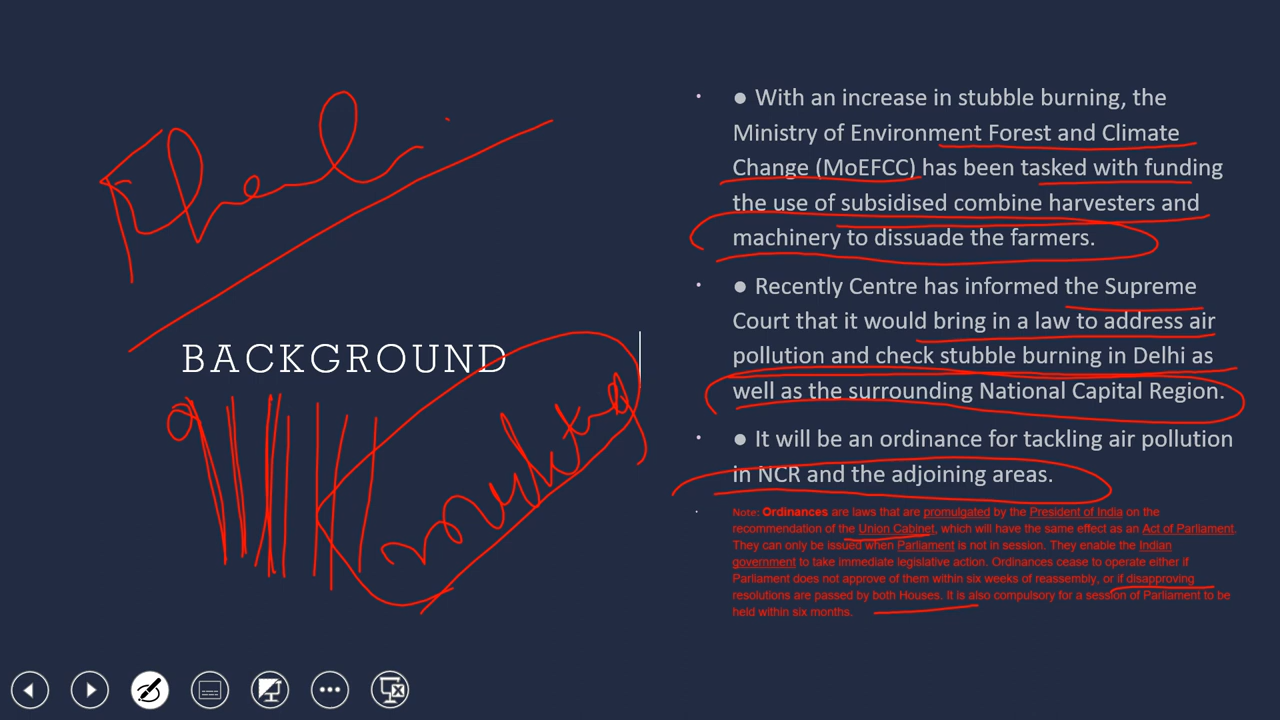 BACKGROUND
● With an increase in stubble burning, the
Ministry of Environment Forest and Climate
Change (MoEFCC) has been tasked with funding
the use of subsidised combine harvesters and
machinery to dissuade the farmers.
● Recently Centre has informed the Supreme
Court that it would bring in a law to address air
pollution and check stubble burning in Delhi as
well as the surrounding National Capital Region.
● It will be an ordinance for tackling air pollution
in NCR and the adjoining areas.
Note: Ordinances are laws that are promulgated by the President of India on the
recommendation of the Union Cabinet, which will have the same effect as an Act of Parliament.
They can only be issued when Parliament is not in session. They enable the Indian
government to take immediate legislative action. Ordinances cease to operate either if
Parliament does not approve of them within six weeks of reassembly, or if disapproving
resolutions are passed by both Houses. It is also compulsory for a session of Parliament to be
held within six months.